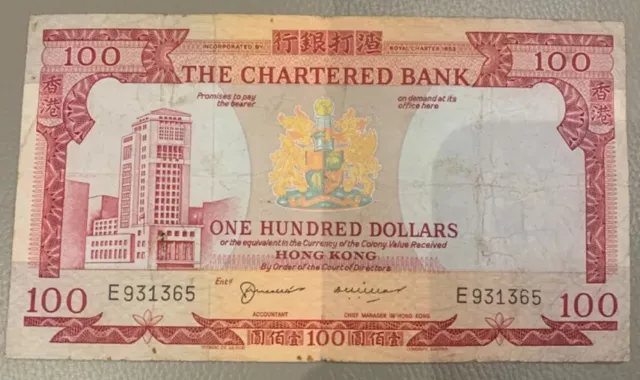 行銀打渣
INCORPORATED BY ROYAL CHARTER 1853
100 100
THE CHARTERED BANK
香港 香港
Promises to pay the bearer on demand at its office here
ONE HUNDRED DOLLARS
or the equivalent in the Currency of the Colony Value Received
HONG KONG
By Order of the Court of Directors
100 E931365 Entd E931365 100
ACCOUNTANT CHIEF MANAGER IN HONG KONG
圓佰壹 100 圓佰壹